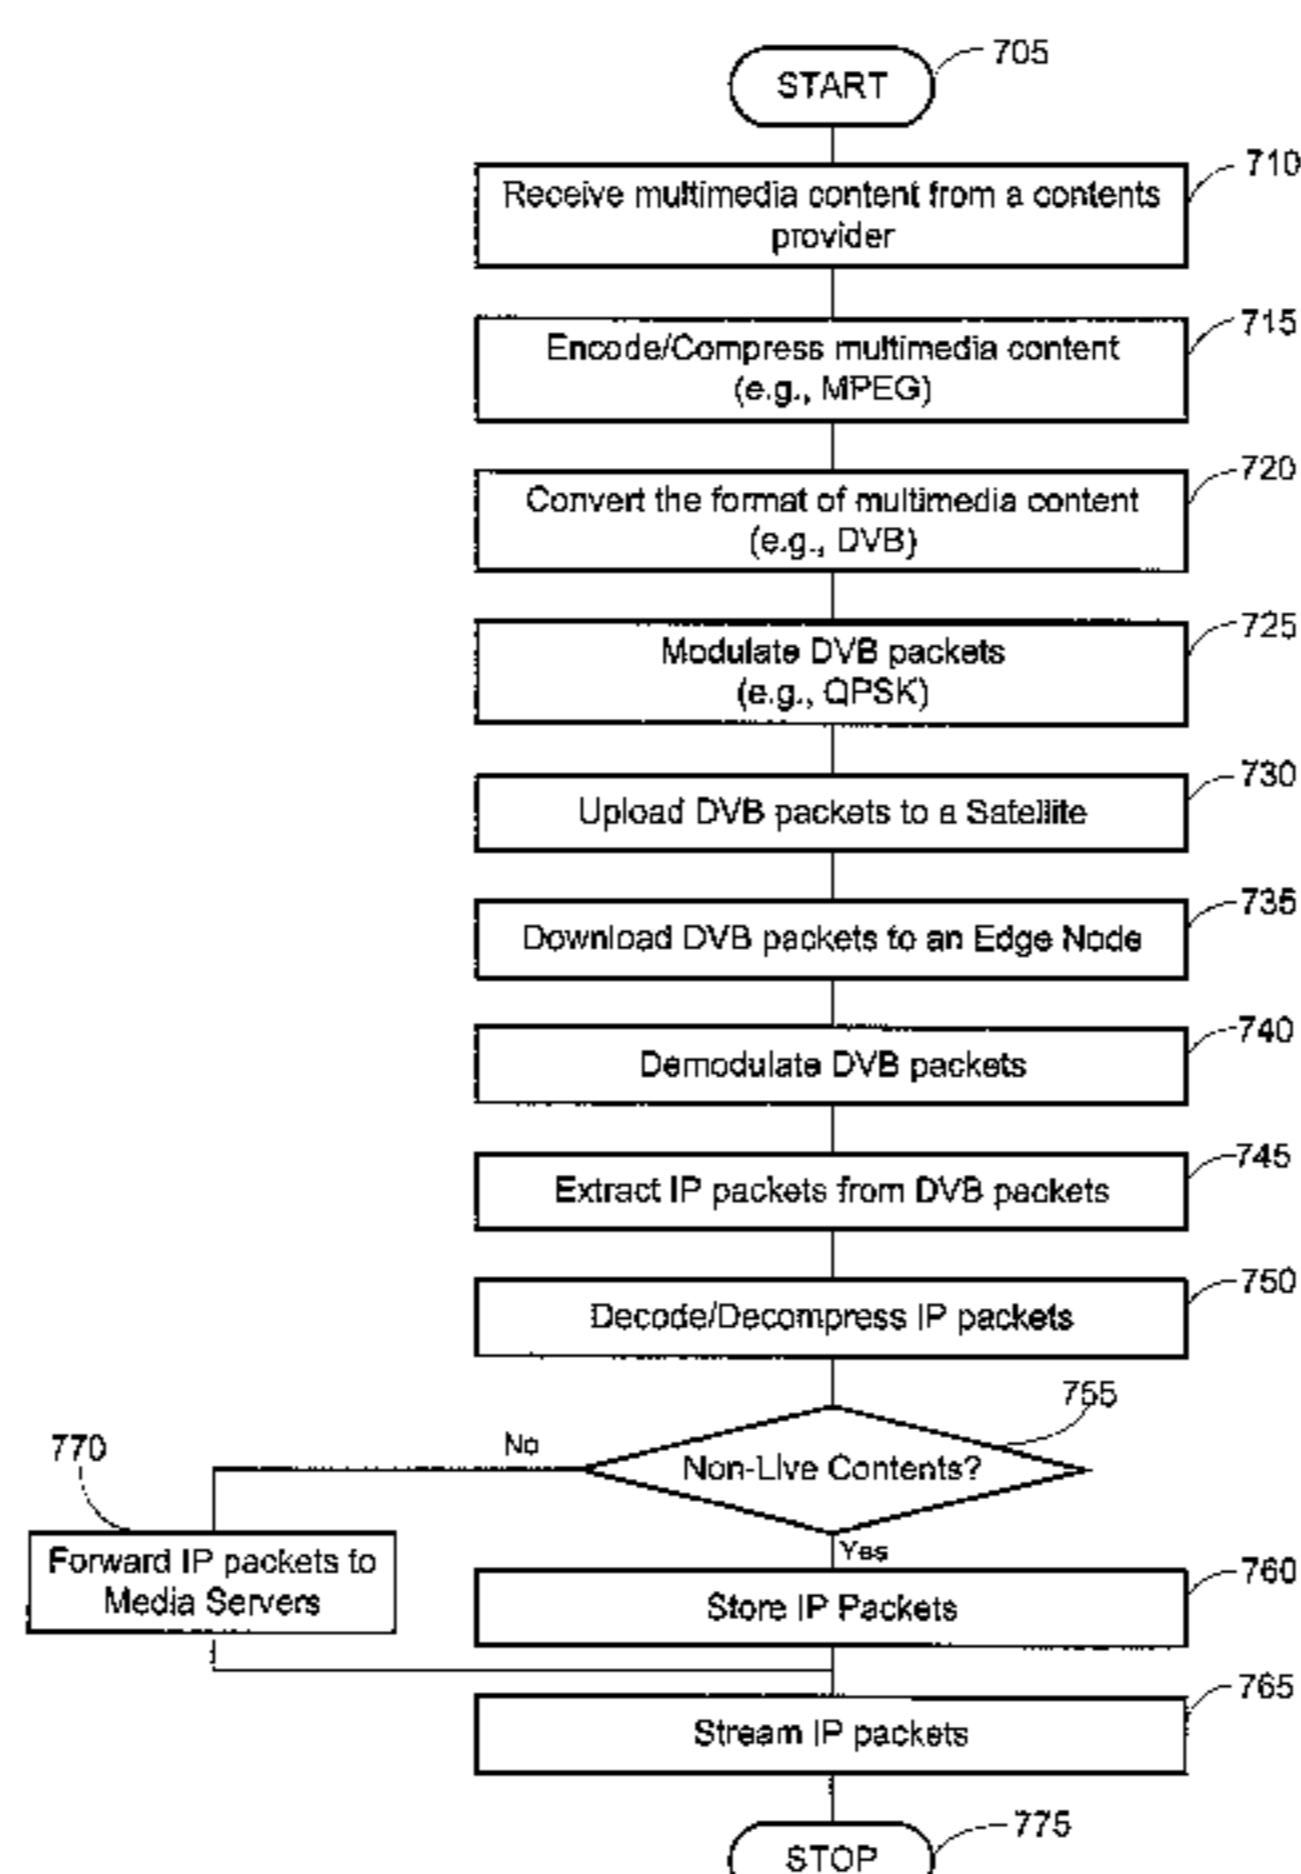 START
705
Receive multimedia content from a contents
provider
710
Encode/Compress multimedia content
(e.g., MPEG)
715
Convert the format of multimedia content
(e.g., DVB)
720
Modulate DVB packets
(e.g., QPSK)
725
Upload DVB packets to a Satellite
730
Download DVB packets to an Edge Node
735
Demodulate DVB packets
740
Extract IP packets from DVB packets
745
Decode/Decompress IP packets
750
Non-Live Contents?
755
No
Yes
770
Forward IP packets to
Media Servers
Store IP Packets
760
Stream IP packets
765
STOP
775